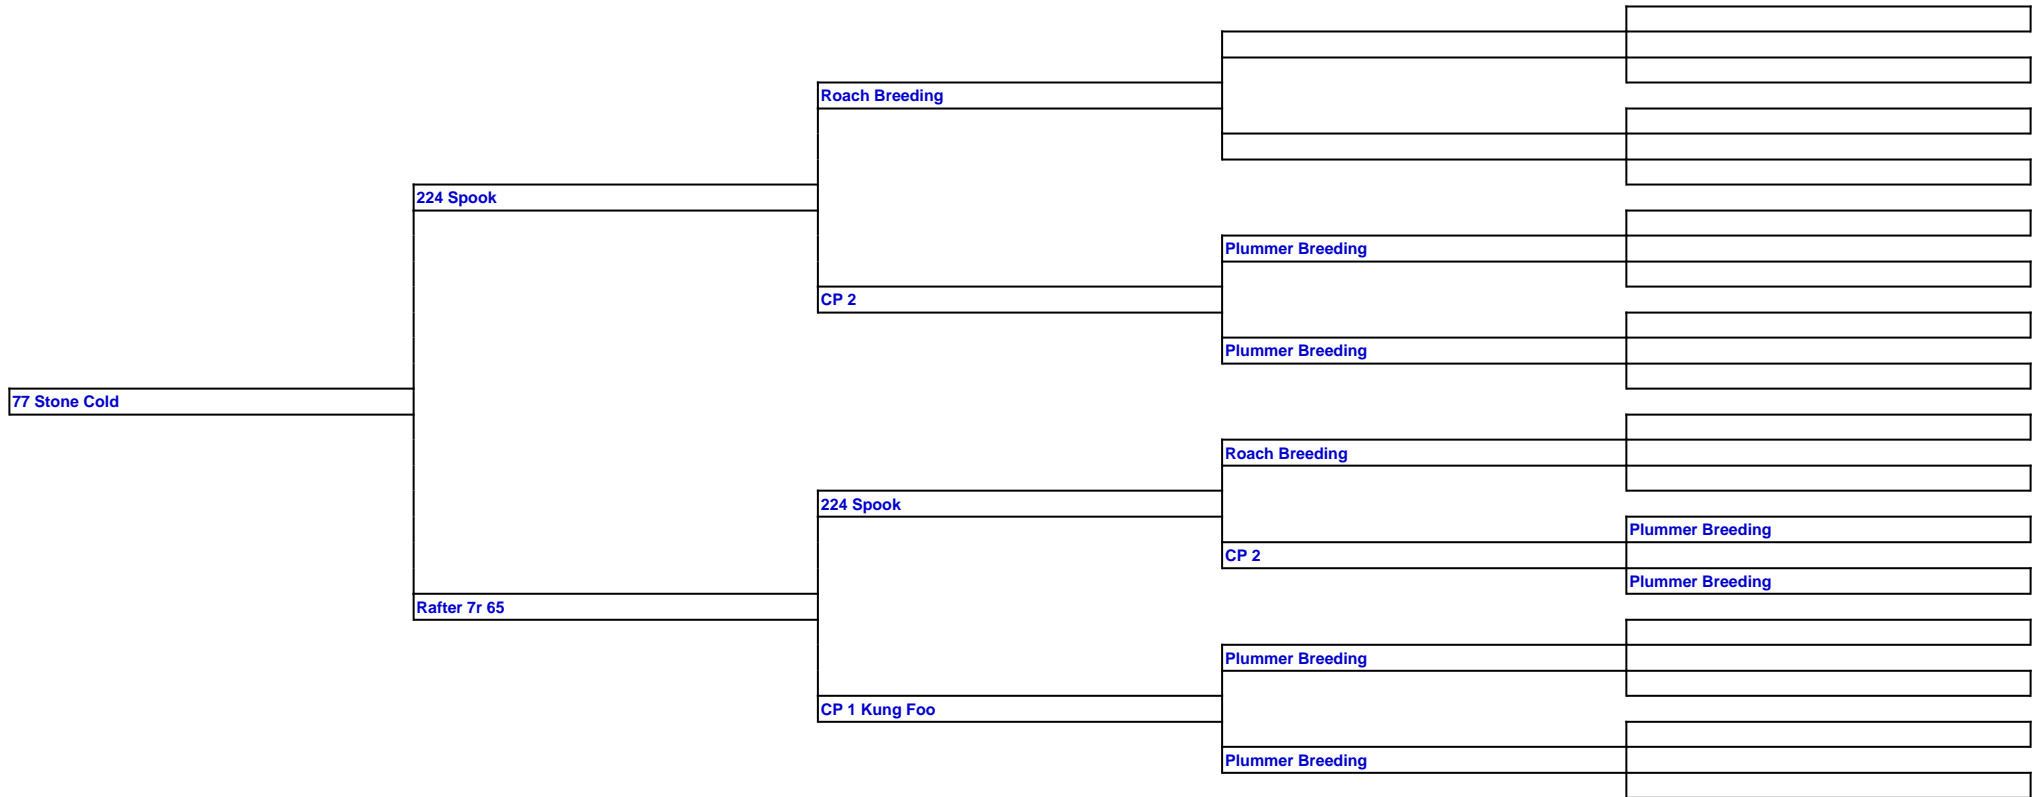 Roach Breeding
224 Spook
Plummer Breeding
CP 2
Plummer Breeding
77 Stone Cold
Roach Breeding
224 Spook
Plummer Breeding
CP 2
Plummer Breeding
Rafter 7r 65
Plummer Breeding
CP 1 Kung Foo
Plummer Breeding